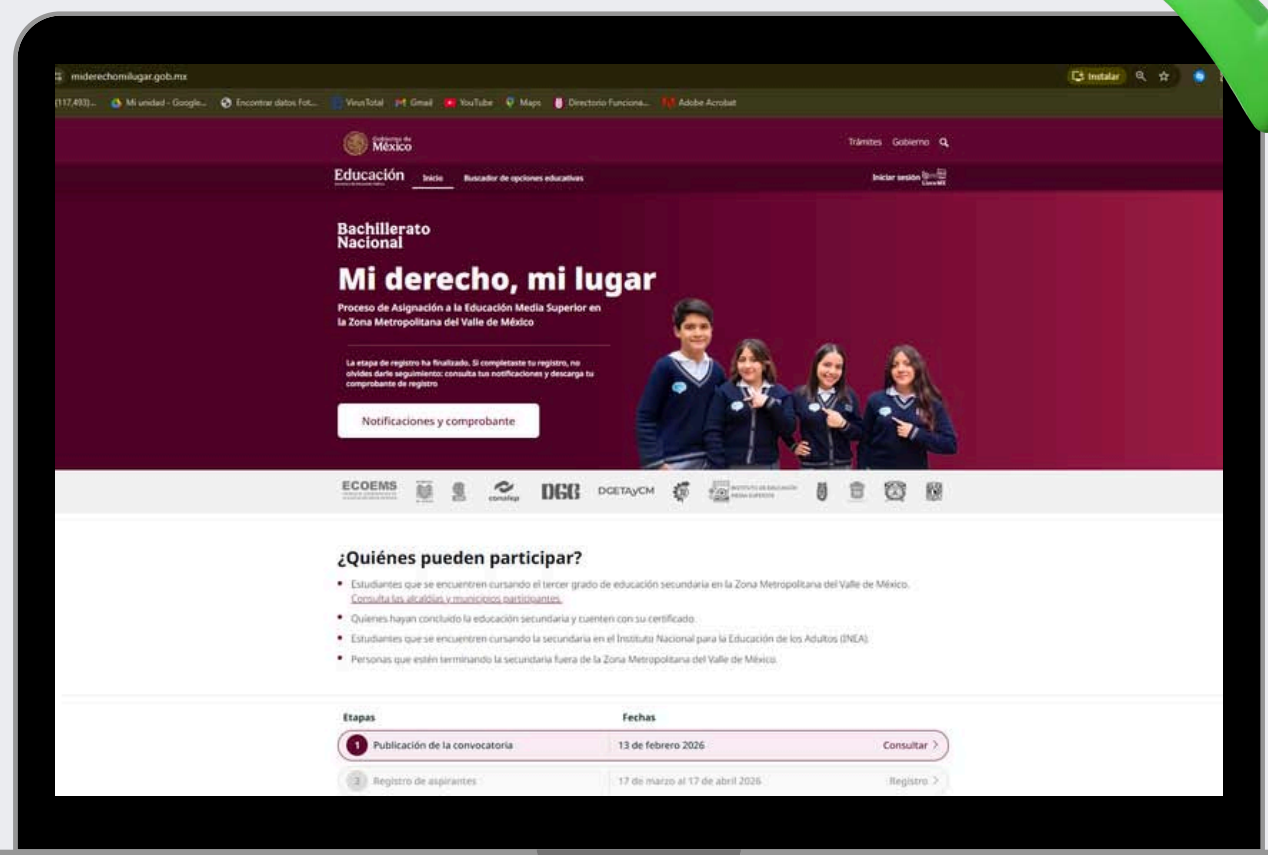 miderechomilugar.gob.mx
Instalar
(117,493)... Mi unidad - Google... Encontrar datos Fot... VirusTotal Gmail YouTube Maps Directorio Funciona... Adobe Acrobat
Gobierno de
México
Trámites Gobierno
Educación Inicio Buscador de opciones educativas Iniciar sesión
Bachillerato
Nacional
Mi derecho, mi lugar
Proceso de Asignación a la Educación Media Superior en
la Zona Metropolitana del Valle de México
La etapa de registro ha finalizado. Si completaste tu registro, no
olvides darle seguimiento: consulta tus notificaciones y descarga tu
comprobante de registro
Notificaciones y comprobante
ECOEMS
conalep
DGB
DGETAyCM
INSTITUTO DE EDUCACIÓN
MEDIA SUPERIOR
¿Quiénes pueden participar?
Estudiantes que se encuentren cursando el tercer grado de educación secundaria en la Zona Metropolitana del Valle de México.
Consulta las alcaldías y municipios participantes.
Quienes hayan concluido la educación secundaria y cuenten con su certificado.
Estudiantes que se encuentren cursando la secundaria en el Instituto Nacional para la Educación de los Adultos (INEA).
Personas que estén terminando la secundaria fuera de la Zona Metropolitana del Valle de México.
Etapas Fechas
1 Publicación de la convocatoria 13 de febrero 2026 Consultar
2 Registro de aspirantes 17 de marzo al 17 de abril 2026 Registro